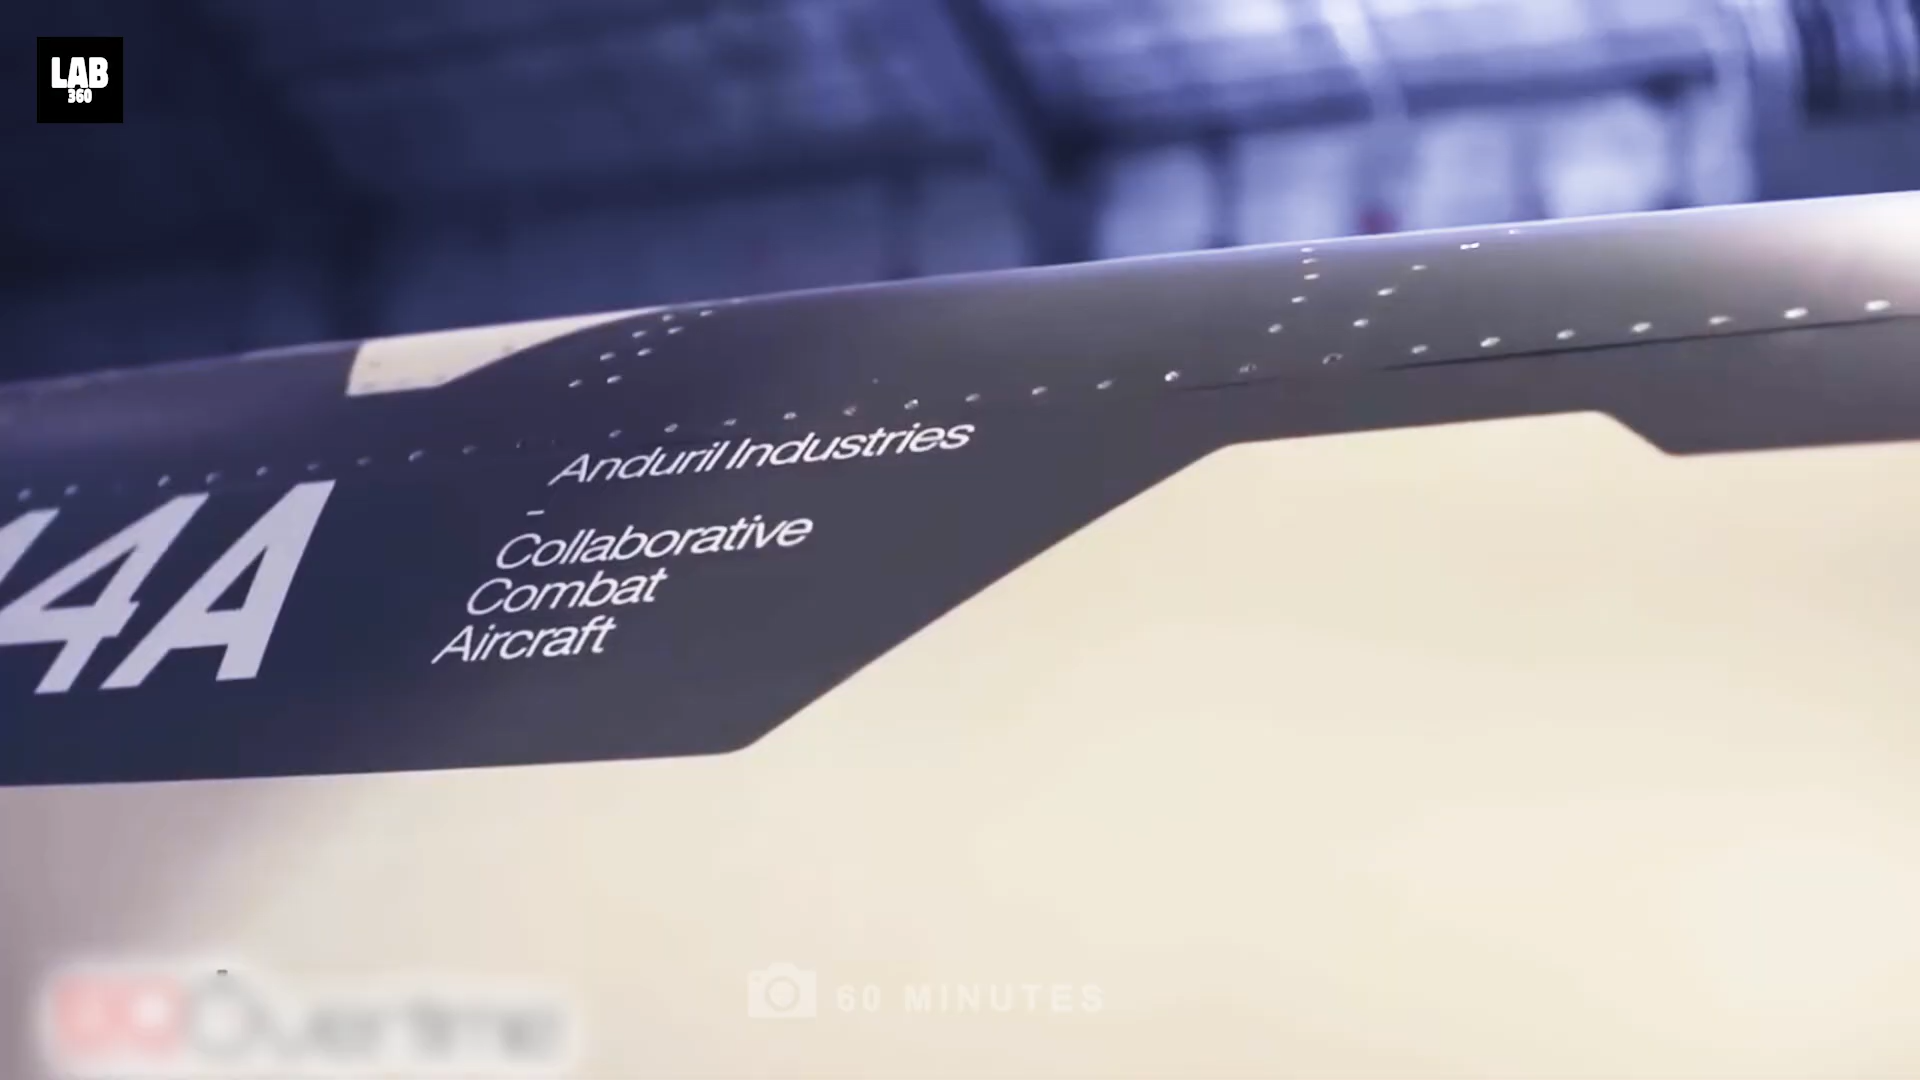 LAB
360
Anduril Industries
-
Collaborative
Combat
Aircraft
4A
60 MINUTES